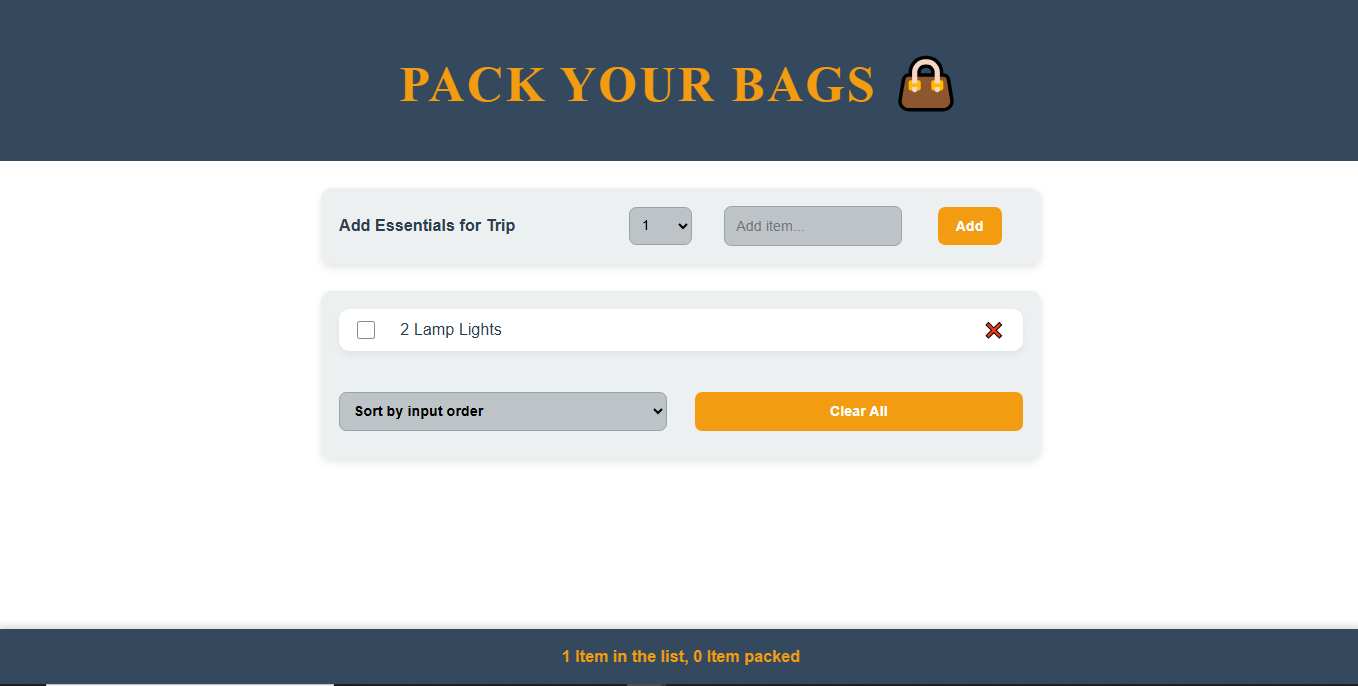 PACK YOUR BAGS
Add Essentials for Trip 1 Add item... Add
2 Lamp Lights
Sort by input order Clear All
1 Item in the list, 0 Item packed